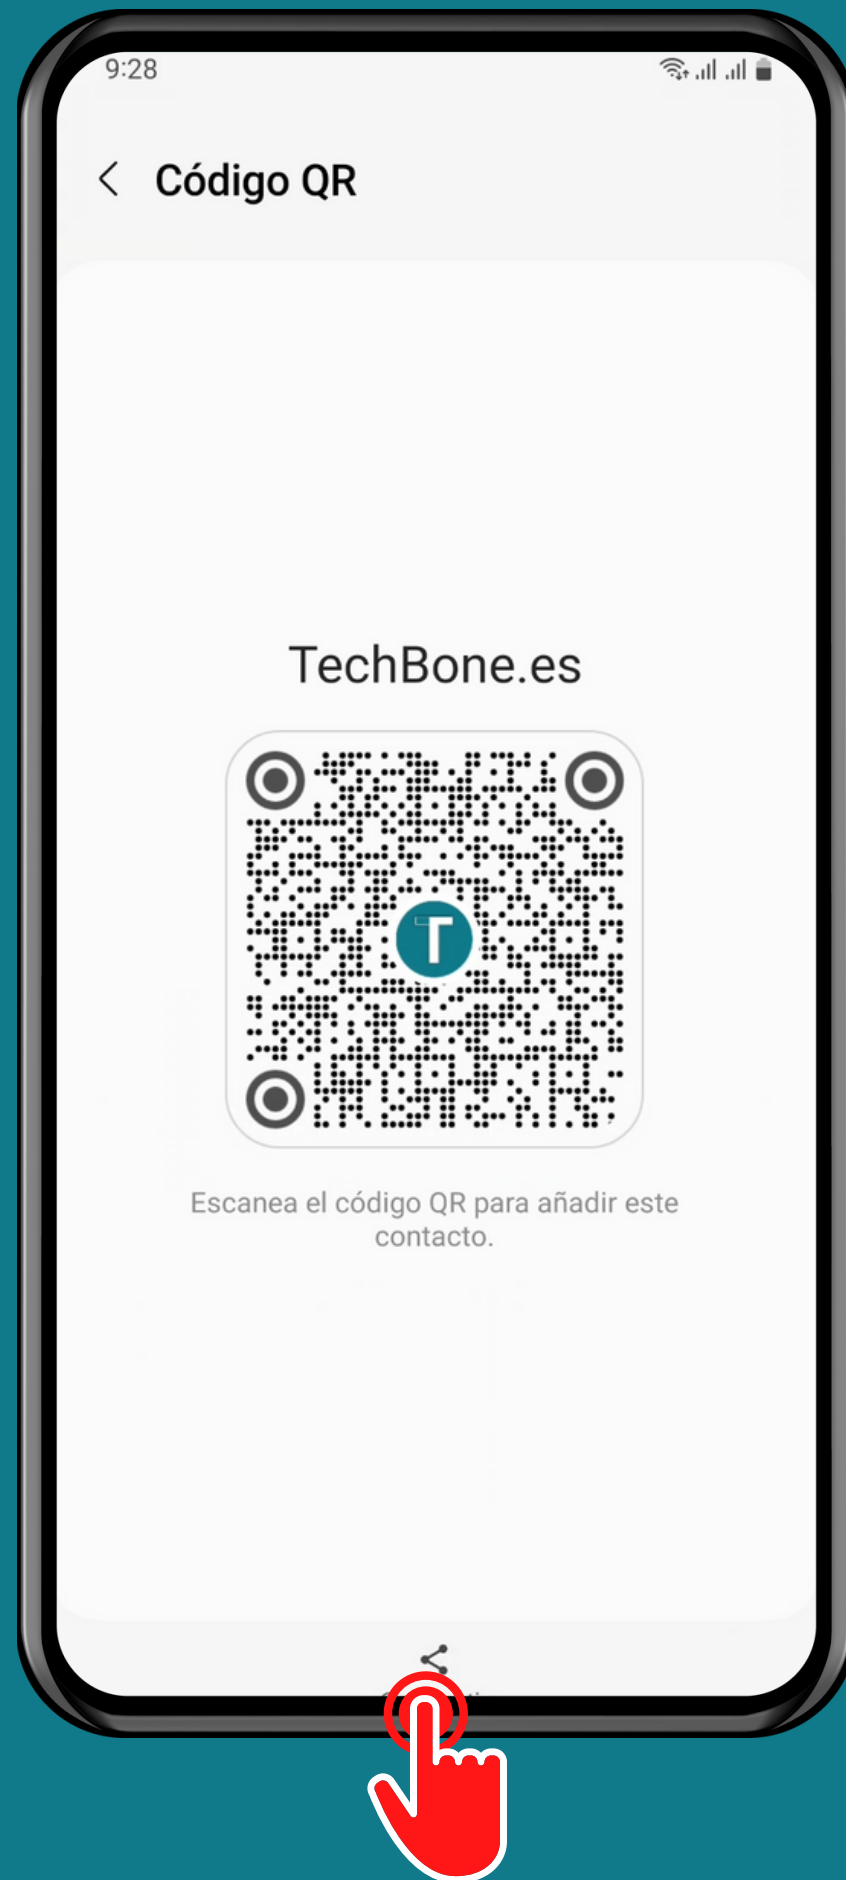 9:28
Código QR
TechBone.es
T
Escanea el código QR para añadir este
contacto.